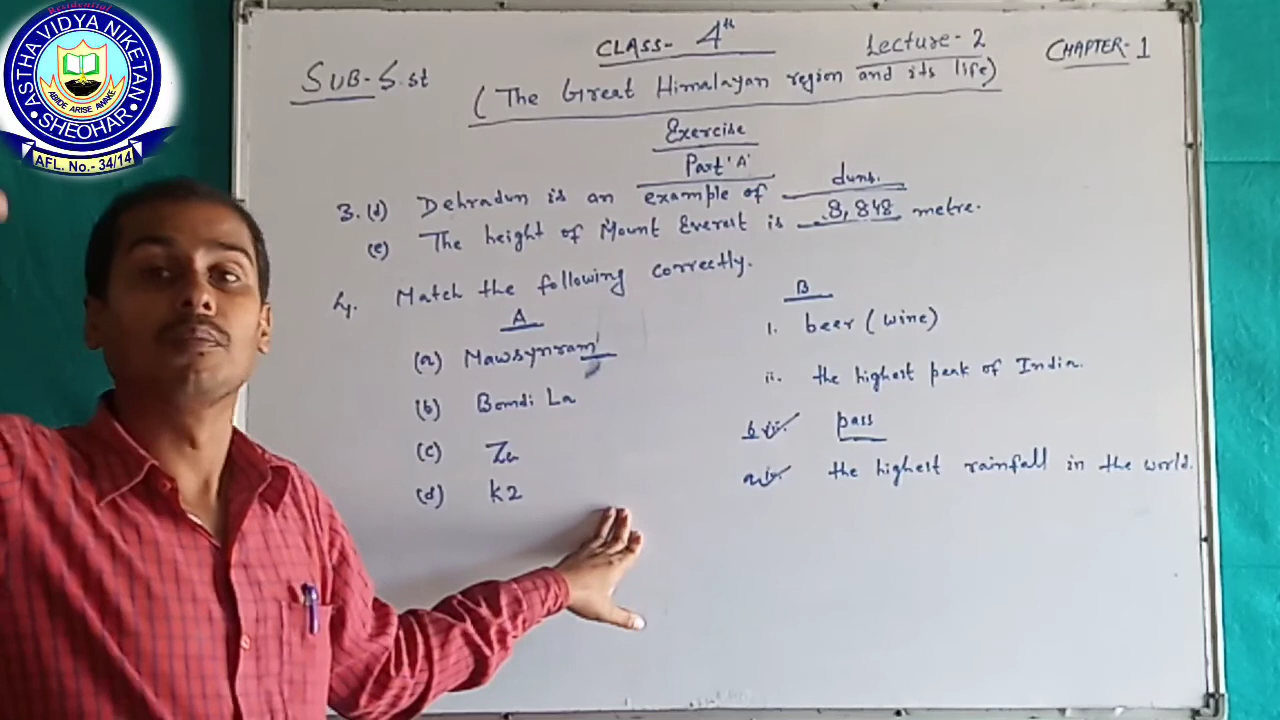 Residential
ASTHA VIDYA NIKETAN
ABIDE ARISE AWAKE
SHEOHAR
AFL. No.- 34/14
SUB- S.st
CLASS- 4th
Lecture-2
CHAPTER-1
(The Great Himalayan region and its life)
Exercise
Part 'A'
3. (d) Dehradun is an example of duns.
(e) The height of Mount Everest is 8,848 metre.
4. Match the following correctly.
A
B
(a) Mawsynram
i. beer (wine)
(b) Bomdi La
ii. the highest peak of India.
(c) Zu
b iii. pass
(d) K2
a iv. the highest rainfall in the world.